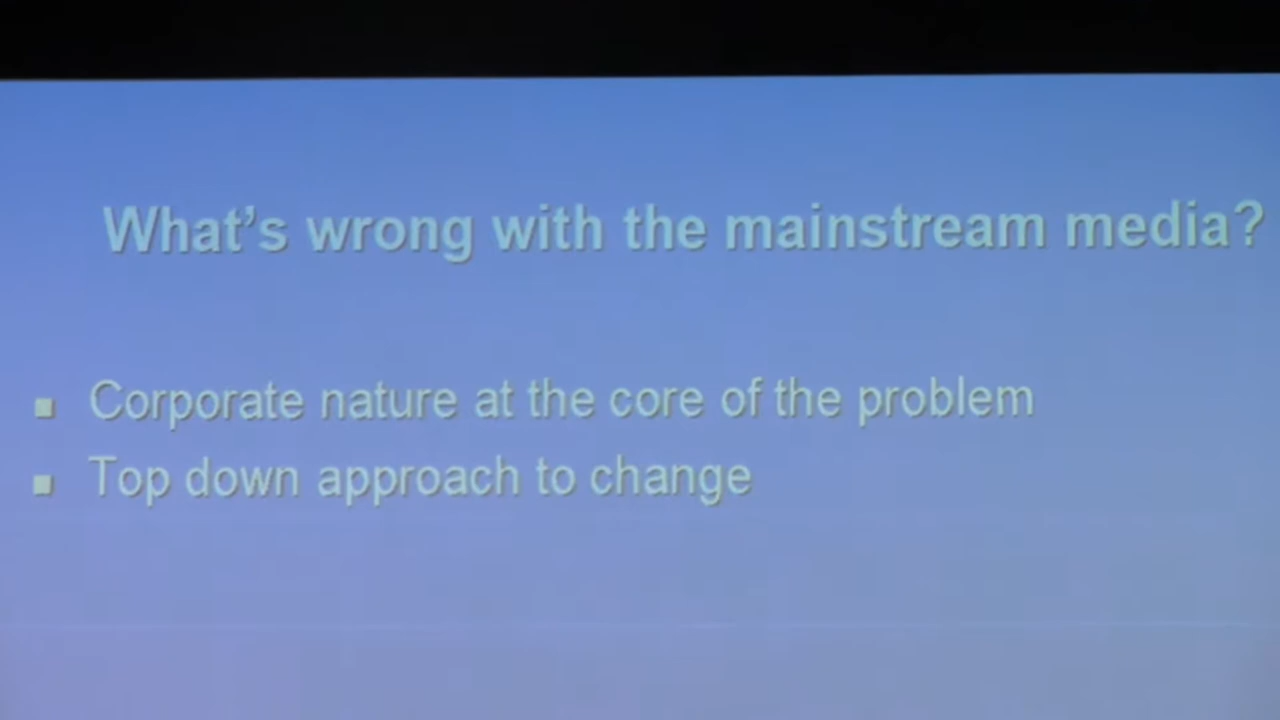 What's wrong with the mainstream media?
Corporate nature at the core of the problem
Top down approach to change